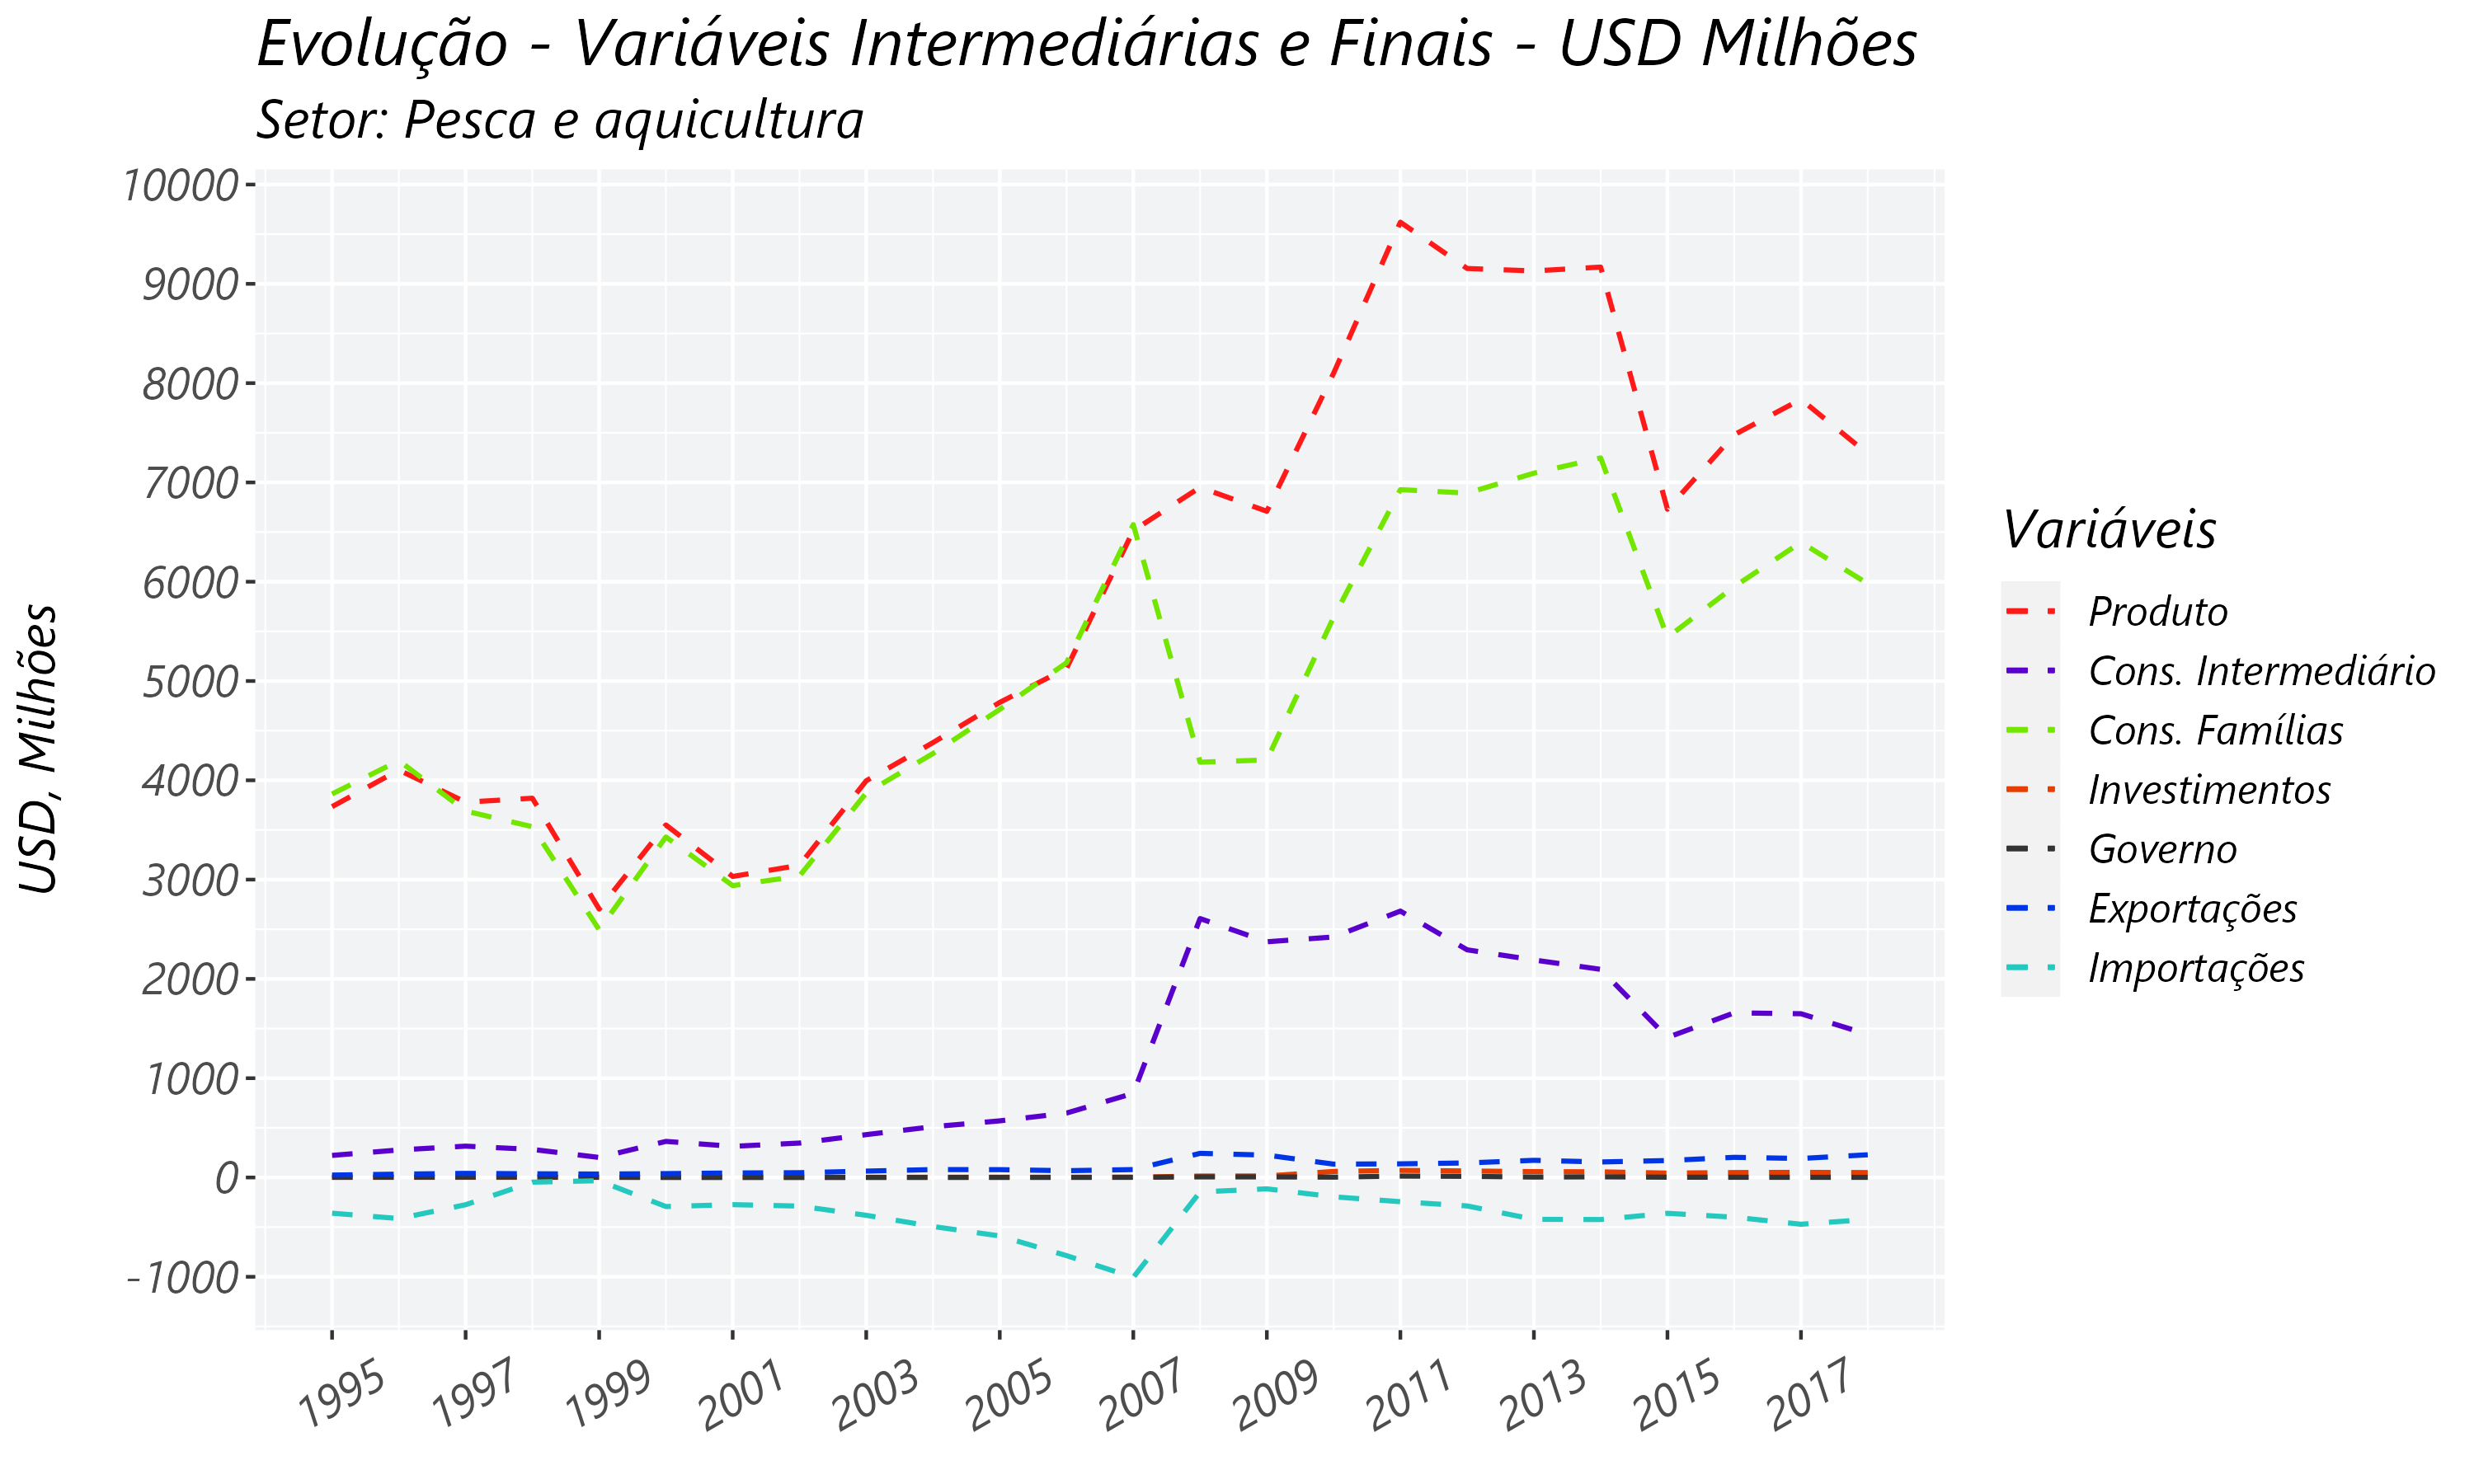 Evolução - Variáveis Intermediárias e Finais - USD Milhões
Setor: Pesca e aquicultura
USD, Milhões
10000
9000
8000
7000
6000
5000
4000
3000
2000
1000
0
-1000
1995
1997
1999
2001
2003
2005
2007
2009
2011
2013
2015
2017
Variáveis
Produto
Cons. Intermediário
Cons. Famílias
Investimentos
Governo
Exportações
Importações